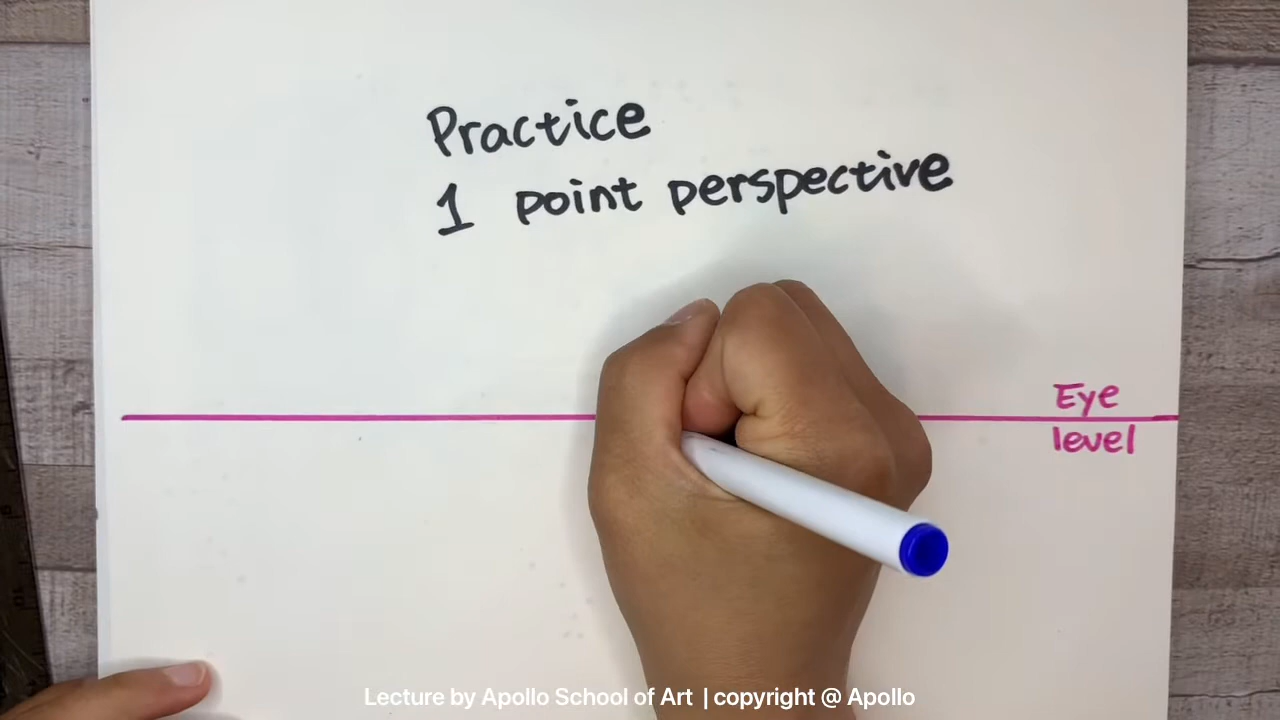 Practice
1 point perspective
Eye
level
Lecture by Apollo School of Art | copyright @ Apollo